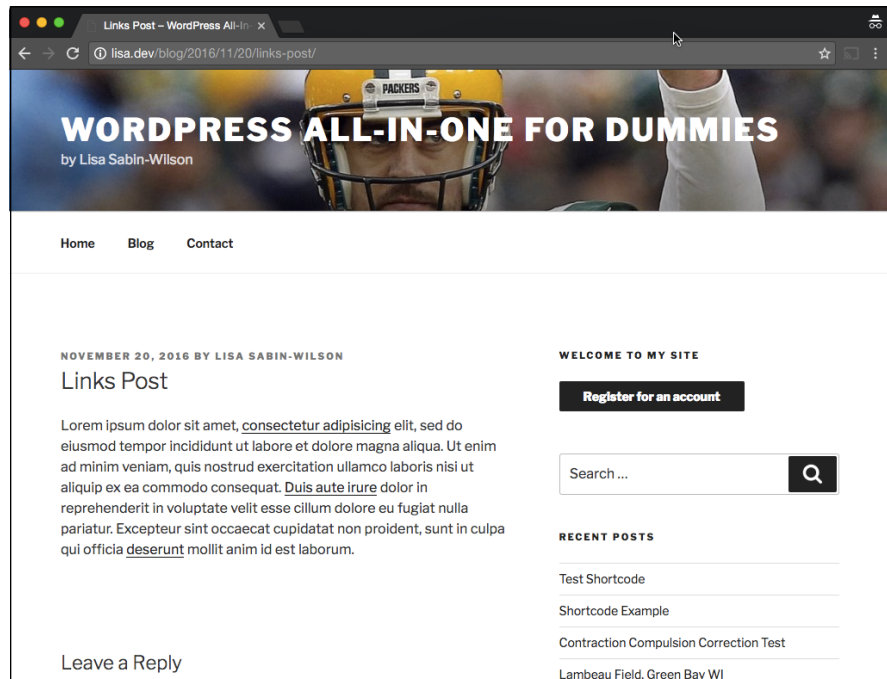 Links Post – WordPress All-In-
lisa.dev/blog/2016/11/20/links-post/
PACKERS
WORDPRESS ALL-IN-ONE FOR DUMMIES
by Lisa Sabin-Wilson
Home Blog Contact
NOVEMBER 20, 2016 BY LISA SABIN-WILSON
Links Post
Lorem ipsum dolor sit amet, consectetur adipisicing elit, sed do
eiusmod tempor incididunt ut labore et dolore magna aliqua. Ut enim
ad minim veniam, quis nostrud exercitation ullamco laboris nisi ut
aliquip ex ea commodo consequat. Duis aute irure dolor in
reprehenderit in voluptate velit esse cillum dolore eu fugiat nulla
pariatur. Excepteur sint occaecat cupidatat non proident, sunt in culpa
qui officia deserunt mollit anim id est laborum.
Leave a Reply
WELCOME TO MY SITE
Register for an account
Search ...
RECENT POSTS
Test Shortcode
Shortcode Example
Contraction Compulsion Correction Test
Lambeau Field, Green Bay WI